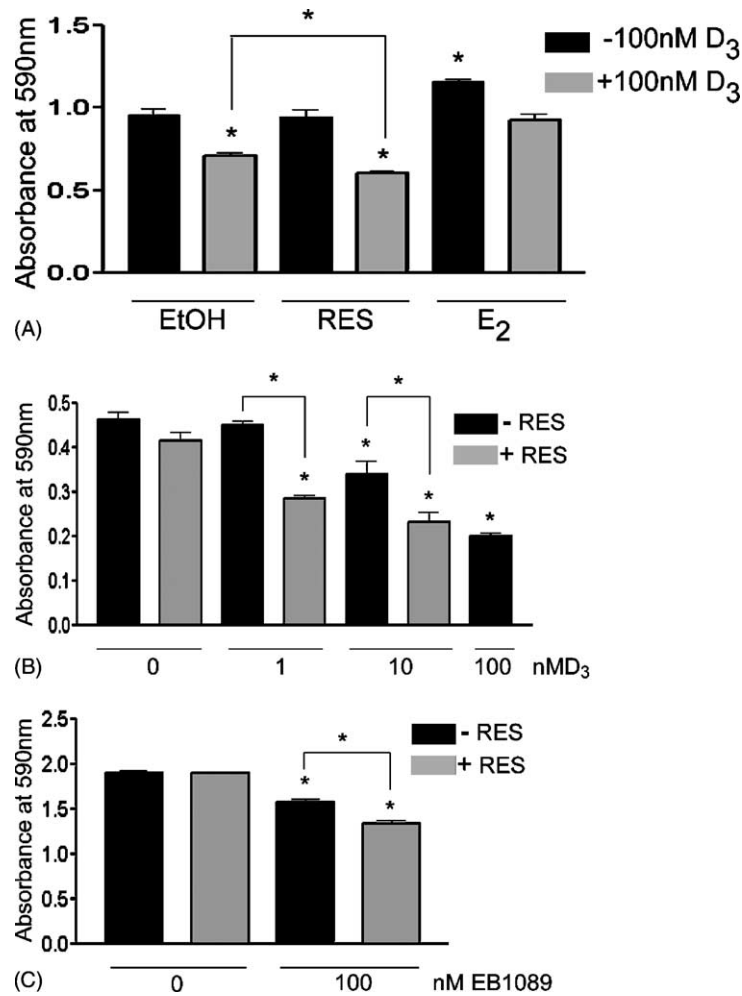 1.5
1.0
0.5
0.0
Absorbance at 590nm
*
*
*
*
-100nM D3
+100nM D3
EtOH
RES
E2
(A)
0.5
0.4
0.3
0.2
0.1
0.0
Absorbance at 590nm
*
*
*
*
*
*
- RES
+ RES
0
1
10
100
nMD3
(B)
2.5
2.0
1.5
1.0
0.5
0.0
Absorbance at 590nm
*
*
*
- RES
+ RES
0
100
nM EB1089
(C)